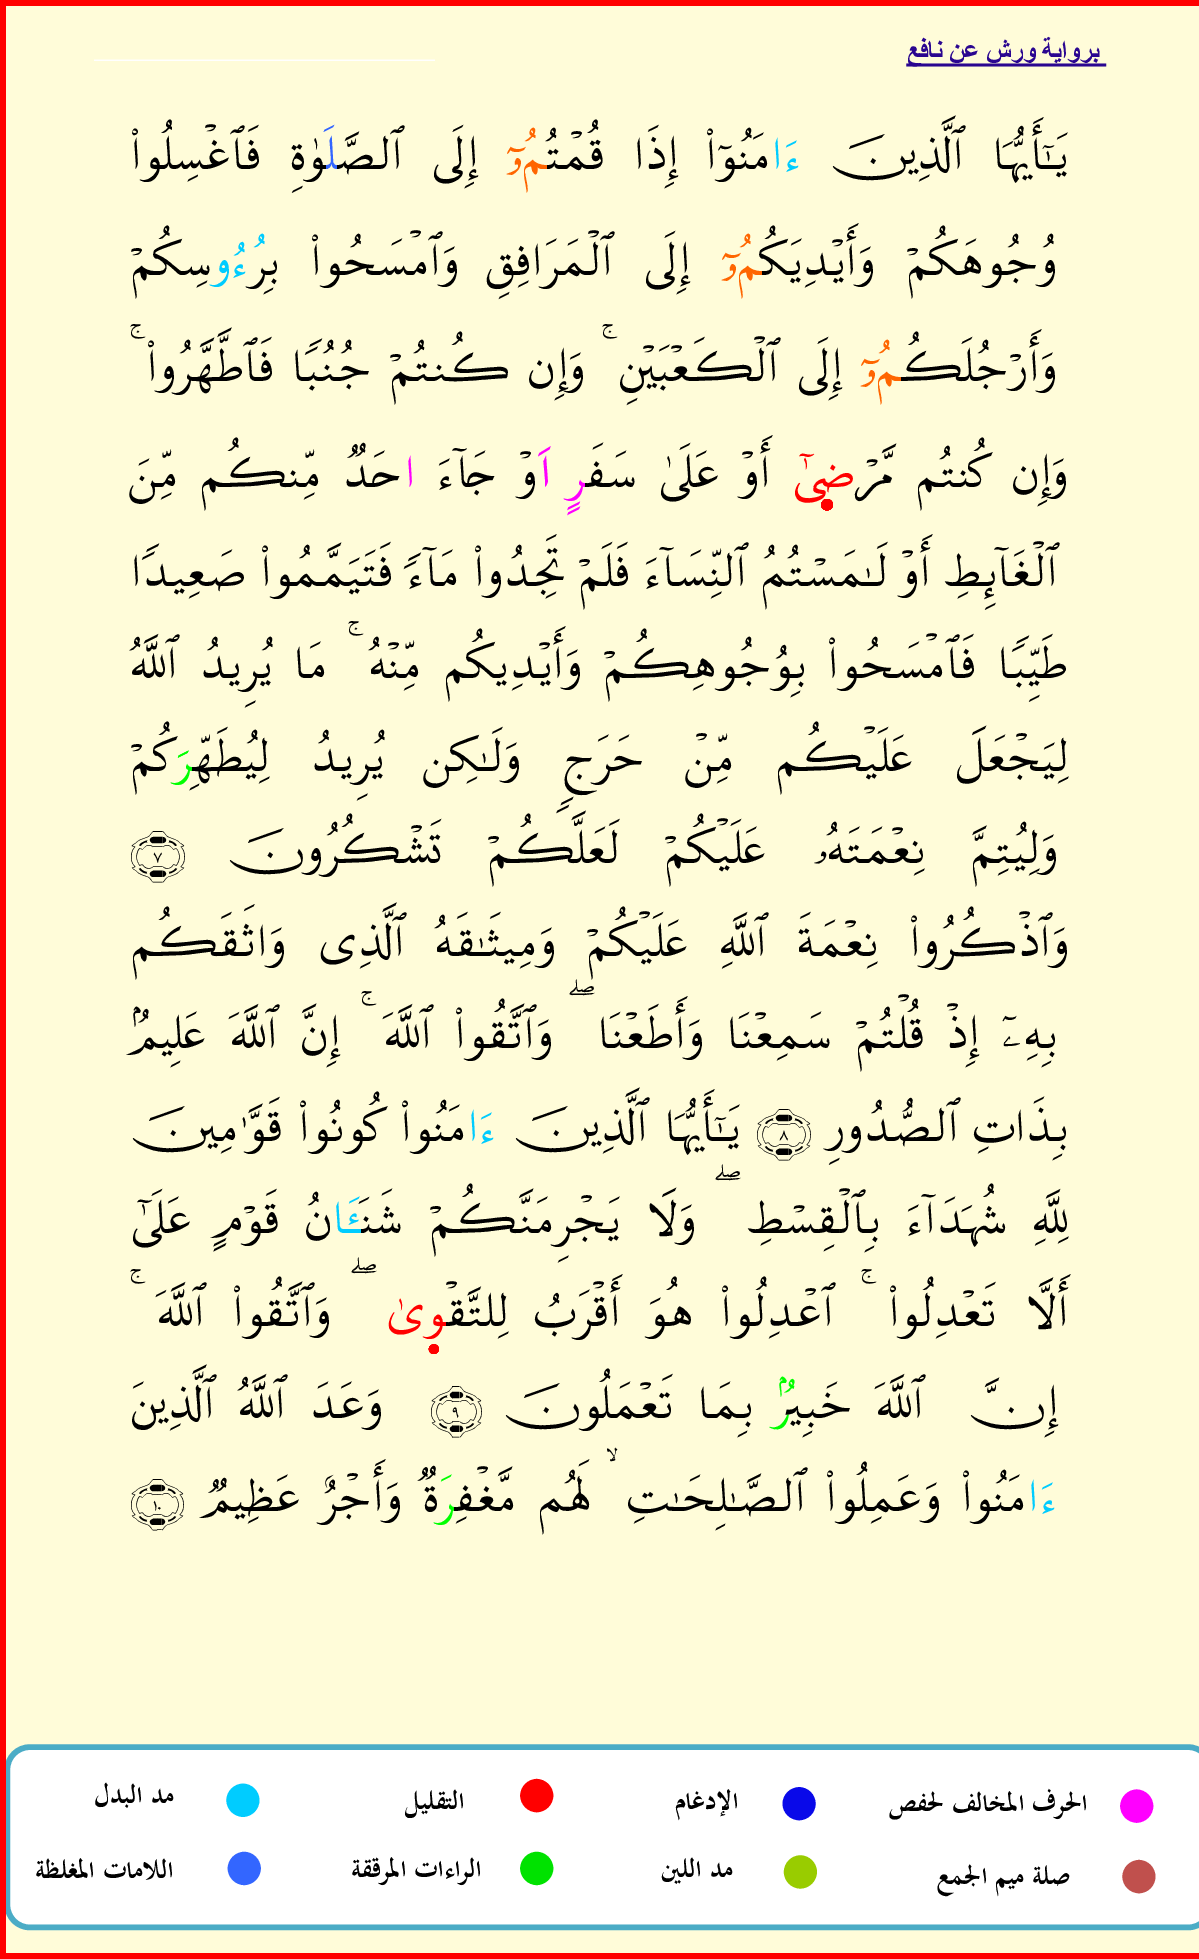 برواية ورش عن نافع
يَـٰٓأَيُّهَا ٱلَّذِينَ ءَامَنُوٓاْ إِذَا قُمْتُمُۥٓ إِلَى ٱلصَّلَوٰةِ فَٱغْسِلُواْ
وُجُوهَكُمْ وَأَيْدِيَكُمُۥٓ إِلَى ٱلْمَرَافِقِ وَٱمْسَحُواْ بِرُءُوسِكُمْ
وَأَرْجُلَكُمُۥٓ إِلَى ٱلْكَعْبَيْنِ ۚ وَإِن كُنتُمْ جُنُبًا فَٱطَّهَّرُواْ ۚ
وَإِن كُنتُم مَّرْضِىٰٓ أَوْ عَلَىٰ سَفَرٍ اَوْ جَآءَ احَدٌ مِّنكُم مِّنَ
ٱلْغَآئِطِ أَوْ لَـٰمَسْتُمُ ٱلنِّسَآءَ فَلَمْ تَجِدُواْ مَآءً فَتَيَمَّمُواْ صَعِيدًا
طَيِّبًا فَٱمْسَحُواْ بِوُجُوهِكُمْ وَأَيْدِيكُم مِّنْهُ ۚ مَا يُرِيدُ ٱللَّهُ
لِيَجْعَلَ عَلَيْكُم مِّنْ حَرَجٍ وَلَـٰكِن يُرِيدُ لِيُطَهِّرَكُمْ
وَلِيُتِمَّ نِعْمَتَهُۥ عَلَيْكُمْ لَعَلَّكُمْ تَشْكُرُونَ ٧
وَٱذْكُرُواْ نِعْمَةَ ٱللَّهِ عَلَيْكُمْ وَمِيثَـٰقَهُ ٱلَّذِى وَاثَقَكُم
بِهِۦٓ إِذْ قُلْتُمْ سَمِعْنَا وَأَطَعْنَا ۖ وَٱتَّقُواْ ٱللَّهَ ۚ إِنَّ ٱللَّهَ عَلِيمٌۢ
بِذَاتِ ٱلصُّدُورِ ٨ يَـٰٓأَيُّهَا ٱلَّذِينَ ءَامَنُواْ كُونُواْ قَوَّٰمِينَ
لِلَّهِ شُهَدَآءَ بِٱلْقِسْطِ ۖ وَلَا يَجْرِمَنَّكُمْ شَنَـَٔانُ قَوْمٍ عَلَىٰٓ
أَلَّا تَعْدِلُواْ ۚ ٱعْدِلُواْ هُوَ أَقْرَبُ لِلتَّقْوِىٰ ۖ وَٱتَّقُواْ ٱللَّهَ ۚ
إِنَّ ٱللَّهَ خَبِيرٌۢ بِمَا تَعْمَلُونَ ٩ وَعَدَ ٱللَّهُ ٱلَّذِينَ
ءَامَنُواْ وَعَمِلُواْ ٱلصَّـٰلِحَـٰتِ ۙ لَهُم مَّغْفِرَةٌ وَأَجْرٌ عَظِيمٌ ١٠
الحرف المخالف لحفص الإدغام التقليل مد البدل
صلة ميم الجمع مد اللين الراءات المرققة اللامات المغلظة